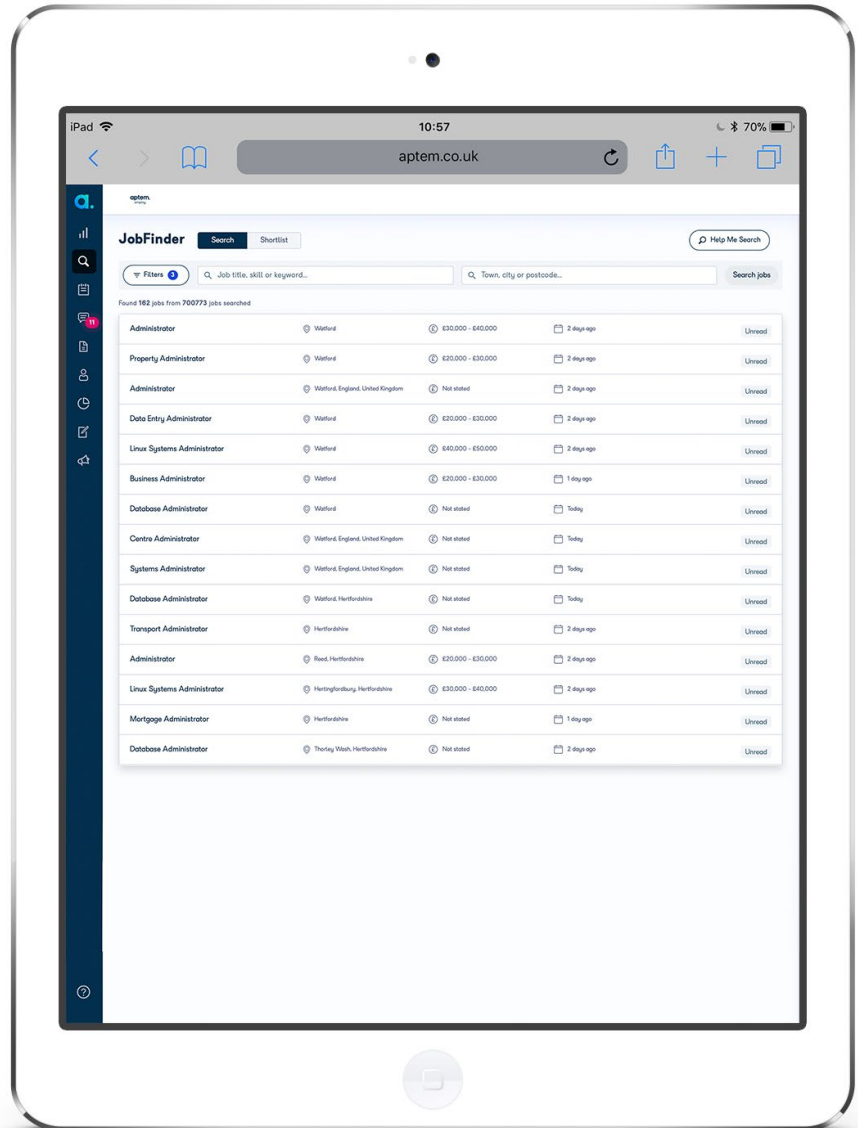 iPad 10:57 70%
aptem.co.uk
a. aptem.
JobFinder Search Shortlist Help Me Search
Filters 3 Job title, skill or keyword... Town, city or postcode... Search jobs
Found 162 jobs from 700773 jobs searched
Administrator Watford £30,000 - £40,000 2 days ago Unread
11
Property Administrator Watford £20,000 - £30,000 2 days ago Unread
Administrator Watford, England, United Kingdom Not stated 2 days ago Unread
Data Entry Administrator Watford £20,000 - £30,000 2 days ago Unread
Linux Systems Administrator Watford £40,000 - £50,000 2 days ago Unread
Business Administrator Watford £20,000 - £30,000 1 day ago Unread
Database Administrator Watford Not stated Today Unread
Centre Administrator Watford, England, United Kingdom Not stated Today Unread
Systems Administrator Watford, England, United Kingdom Not stated Today Unread
Database Administrator Watford, Hertfordshire Not stated Today Unread
Transport Administrator Hertfordshire Not stated 2 days ago Unread
Administrator Reed, Hertfordshire £20,000 - £30,000 2 days ago Unread
Linux Systems Administrator Hertingfordbury, Hertfordshire £30,000 - £40,000 2 days ago Unread
Mortgage Administrator Hertfordshire Not stated 1 day ago Unread
Database Administrator Thorley Wash, Hertfordshire Not stated 2 days ago Unread